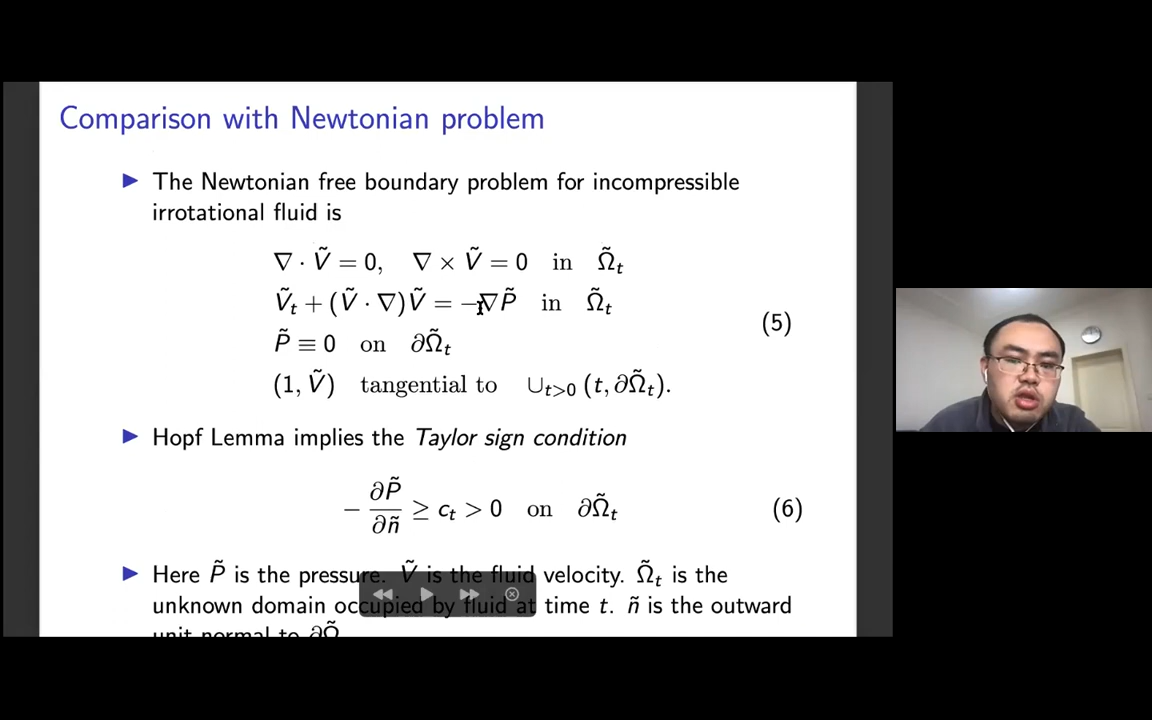 Comparison with Newtonian problem
▶ The Newtonian free boundary problem for incompressible
irrotational fluid is
∇ · Ṽ = 0, ∇ × Ṽ = 0 in Ω̃ₜ
Ṽₜ + (Ṽ · ∇)Ṽ = −∇P̃ in Ω̃ₜ
P̃ ≡ 0 on ∂Ω̃ₜ
(1, Ṽ) tangential to ∪ₜ>₀ (t, ∂Ω̃ₜ).
(5)
▶ Hopf Lemma implies the Taylor sign condition
− ∂P̃/∂ñ ≥ cₜ > 0 on ∂Ω̃ₜ (6)
▶ Here P̃ is the pressure. Ṽ is the fluid velocity. Ω̃ₜ is the
unknown domain occupied by fluid at time t. ñ is the outward
unit normal to ∂Ω̃